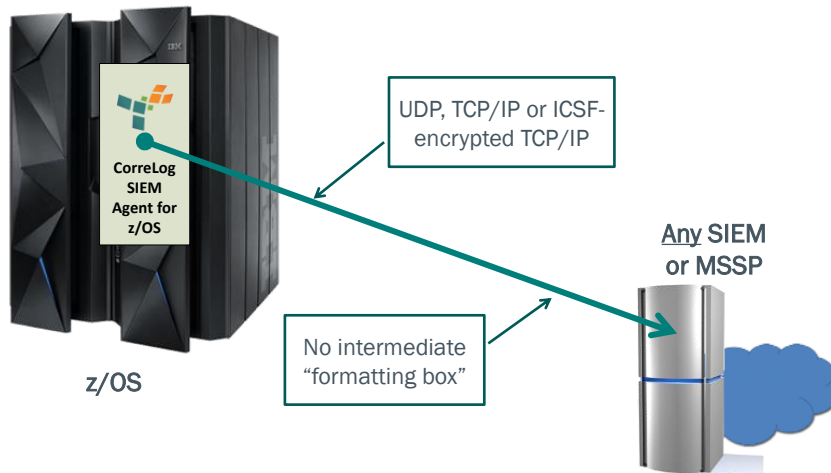 IBM
CorreLog
SIEM
Agent for
z/OS
UDP, TCP/IP or ICSF-
encrypted TCP/IP
Any SIEM
or MSSP
No intermediate
“formatting box”
z/OS